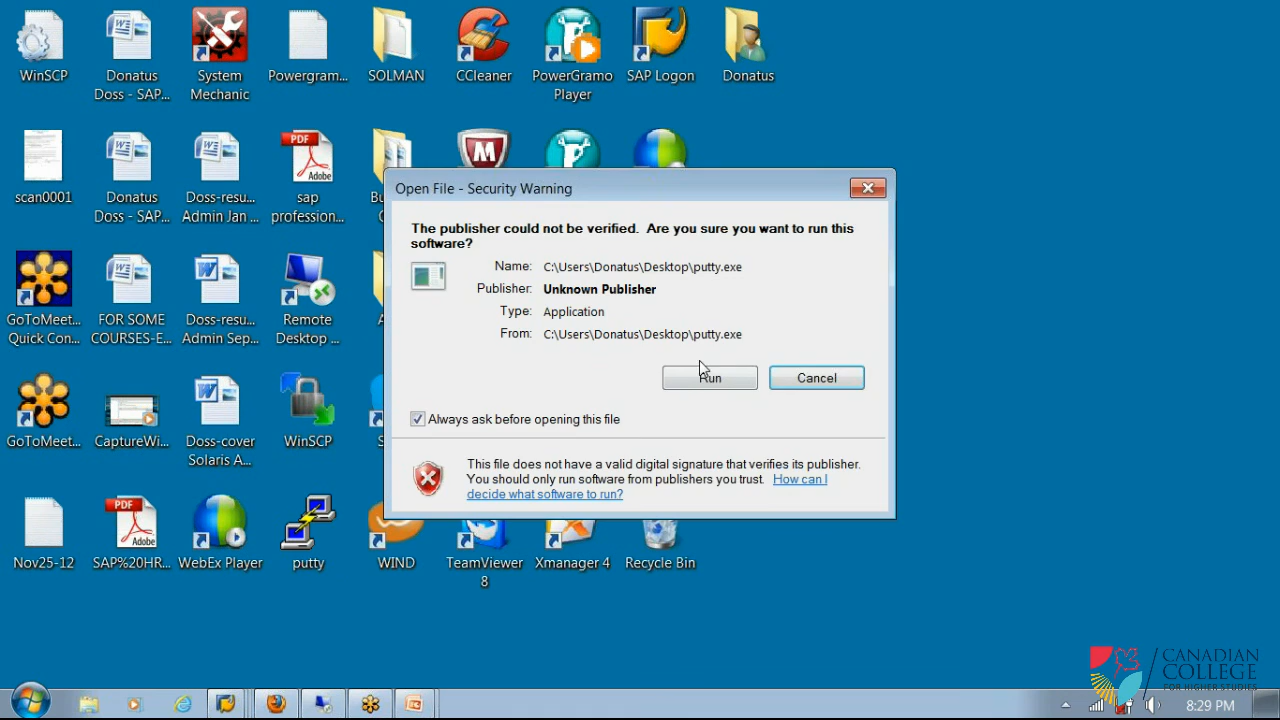 WinSCP
Donatus
Doss - SAP...
System
Mechanic
Powergram...
SOLMAN
CCleaner
PowerGramo
Player
SAP Logon
Donatus
PDF
Adobe
scan0001
Donatus
Doss - SAP...
Doss-resu...
Admin Jan ...
sap
profession...
Open File - Security Warning
The publisher could not be verified. Are you sure you want to run this
software?
Name: C:\Users\Donatus\Desktop\putty.exe
Publisher: Unknown Publisher
Type: Application
From: C:\Users\Donatus\Desktop\putty.exe
Run
Cancel
Always ask before opening this file
This file does not have a valid digital signature that verifies its publisher.
You should only run software from publishers you trust. How can I
decide what software to run?
GoToMeet...
Quick Con...
FOR SOME
COURSES-E...
Doss-resu...
Admin Sep...
Remote
Desktop ...
GoToMeet...
CaptureWi...
Doss-cover
Solaris A...
WinSCP
PDF
Adobe
Nov25-12
SAP%20HR...
WebEx Player
putty
WIND
TeamViewer
8
Xmanager 4
Recycle Bin
CANADIAN
COLLEGE
FOR HIGHER STUDIES
8:29 PM